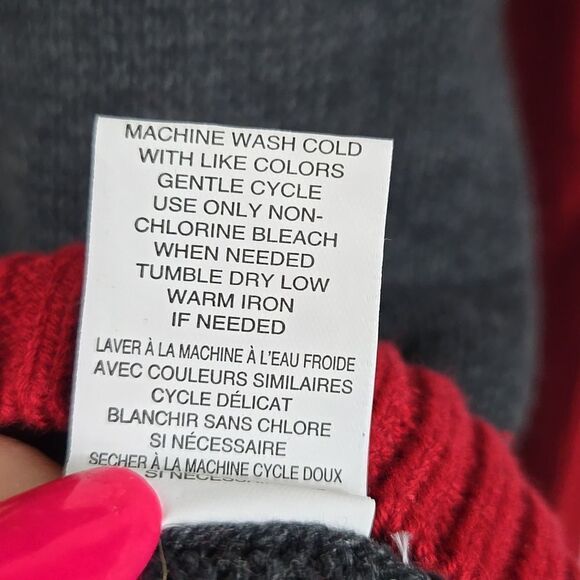 MACHINE WASH COLD
WITH LIKE COLORS
GENTLE CYCLE
USE ONLY NON-
CHLORINE BLEACH
WHEN NEEDED
TUMBLE DRY LOW
WARM IRON
IF NEEDED
LAVER À LA MACHINE À L'EAU FROIDE
AVEC COULEURS SIMILAIRES
CYCLE DÉLICAT
BLANCHIR SANS CHLORE
SI NÉCESSAIRE
SECHER À LA MACHINE CYCLE DOUX
SI NÉCESSAIRE